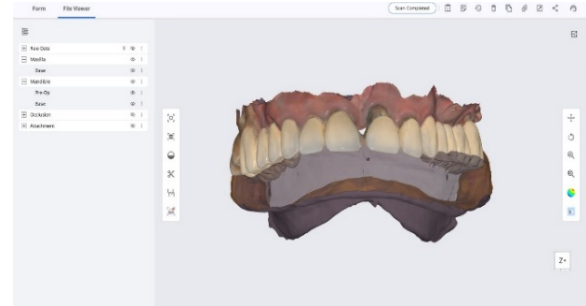 Form File Viewer Scan Completed
Raw Data
Maxilla
Base
Mandible
Pre-Op
Base
Occlusion
Attachment
Z+